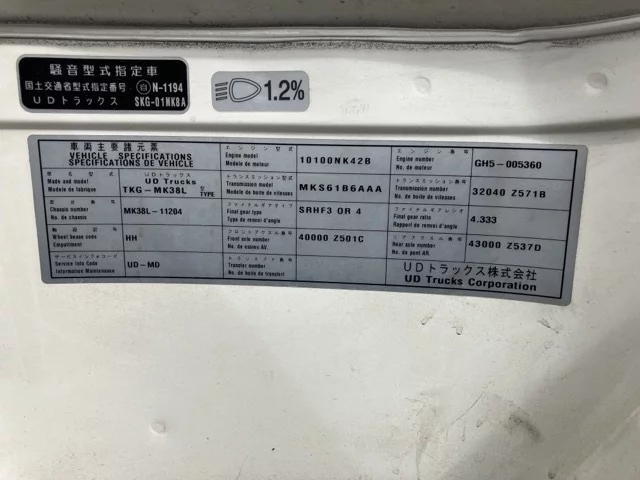 騒音型式指定車
国土交通省型式指定番号 自 N-1194
UDトラックス SKG-01NK8A
1.2%
車両主要諸元表
VEHICLE SPECIFICATIONS
SPECIFICATIONS DE VEHICLE
車名型式
Made and model
Modele de fabrique
UDトラックス
UD Trucks
TKG-MK38L 型 TYPE
Chassis number
No. de chassis
MK38L-11204
軸距記号
Wheel besse code
Empattement
HH
サービスインフォコード
Service Info Code
Information Maintenance
UD-MD
エンジン型式
Engine model
Modele de moteur
10100NK42B
トランスミッション型式
Transmission model
Modele de boite de vitesses
MKS61B6AAA
ファイナルギアタイプ
Final gear type
Type de renvoi d'angle
SRHF3 OR 4
フロントアクスル番号
Front axle number
No. de essieu AV.
40000 Z501C
トランスファ番号
Transfer number
No. de boite de transfert
エンジン番号
Engine number
No. de moteur
GH5-005360
トランスミッション番号
Transmission number
No. de boite de vitesses
32040 Z571B
ファイナルギアレシオ
Final gear ratio
Rapport de renvoi d'angle
4.333
リアアクスル番号
Rear axle number
No. de pont AR.
43000 Z537D
UDトラックス株式会社
UD Trucks Corporation